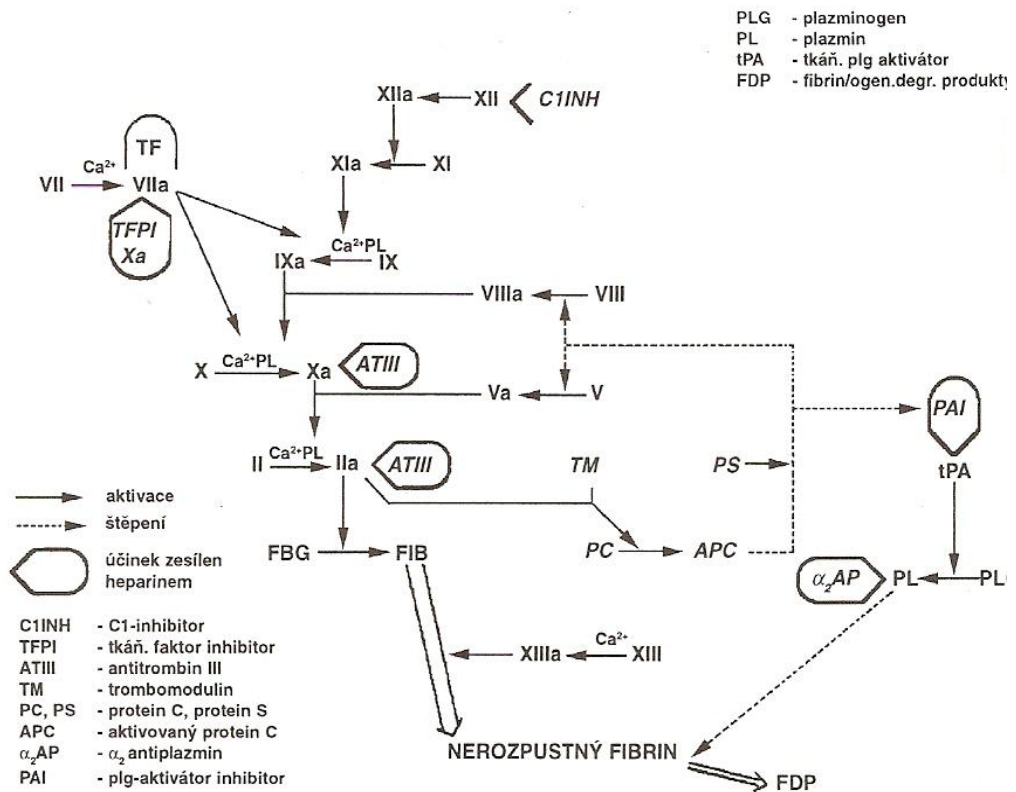 PLG - plazminogen
PL - plazmin
tPA - tkáň. plg aktivátor
FDP - fibrin/ogen.degr. produkty
XIIa XII C1INH
TF
XIa XI
VII Ca²⁺ VIIa
TFPI
Xa
IXa Ca²⁺PL IX
VIIIa VIII
X Ca²⁺PL Xa ATIII
Va V
PAI
II Ca²⁺PL IIa ATIII
TM PS tPA
aktivace
štěpení
FBG FIB PC APC
účinek zesílen
heparinem
α₂AP PL PL
C1INH - C1-inhibitor
TFPI - tkáň. faktor inhibitor
ATIII - antitrombin III
TM - trombomodulin
PC, PS - protein C, protein S
APC - aktivovaný protein C
α₂AP - α₂ antiplazmin
PAI - plg-aktivátor inhibitor
XIIIa Ca²⁺ XIII
NEROZPUSTNÝ FIBRIN
FDP